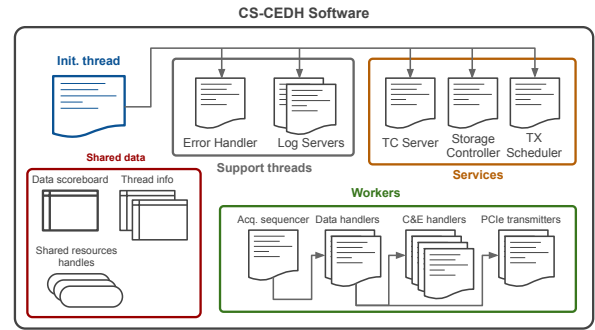 CS-CEDH Software
Init. thread
Error Handler
Log Servers
Support threads
TC Server
Storage
Controller
TX
Scheduler
Services
Shared data
Data scoreboard
Thread info
Shared resources
handles
Workers
Acq. sequencer
Data handlers
C&E handlers
PCIe transmitters